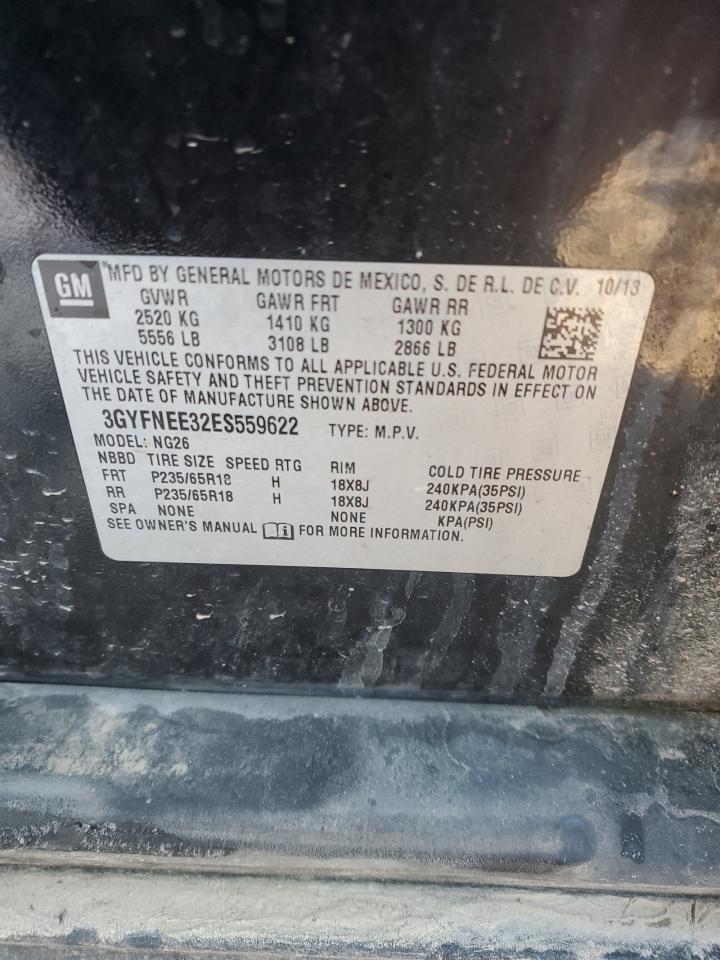 GM MFD BY GENERAL MOTORS DE MEXICO, S. DE R.L. DE C.V. 10/13
GVWR GAWR FRT GAWR RR
2520 KG 1410 KG 1300 KG
5556 LB 3108 LB 2866 LB
THIS VEHICLE CONFORMS TO ALL APPLICABLE U.S. FEDERAL MOTOR
VEHICLE SAFETY AND THEFT PREVENTION STANDARDS IN EFFECT ON
THE DATE OF MANUFACTURE SHOWN ABOVE.
3GYFNEE32ES559622 TYPE: M.P.V.
MODEL: NG26
NBBD TIRE SIZE SPEED RTG RIM COLD TIRE PRESSURE
FRT P235/65R18 H 18X8J 240KPA(35PSI)
RR P235/65R18 H 18X8J 240KPA(35PSI)
SPA NONE NONE KPA(PSI)
SEE OWNER'S MANUAL i FOR MORE INFORMATION.